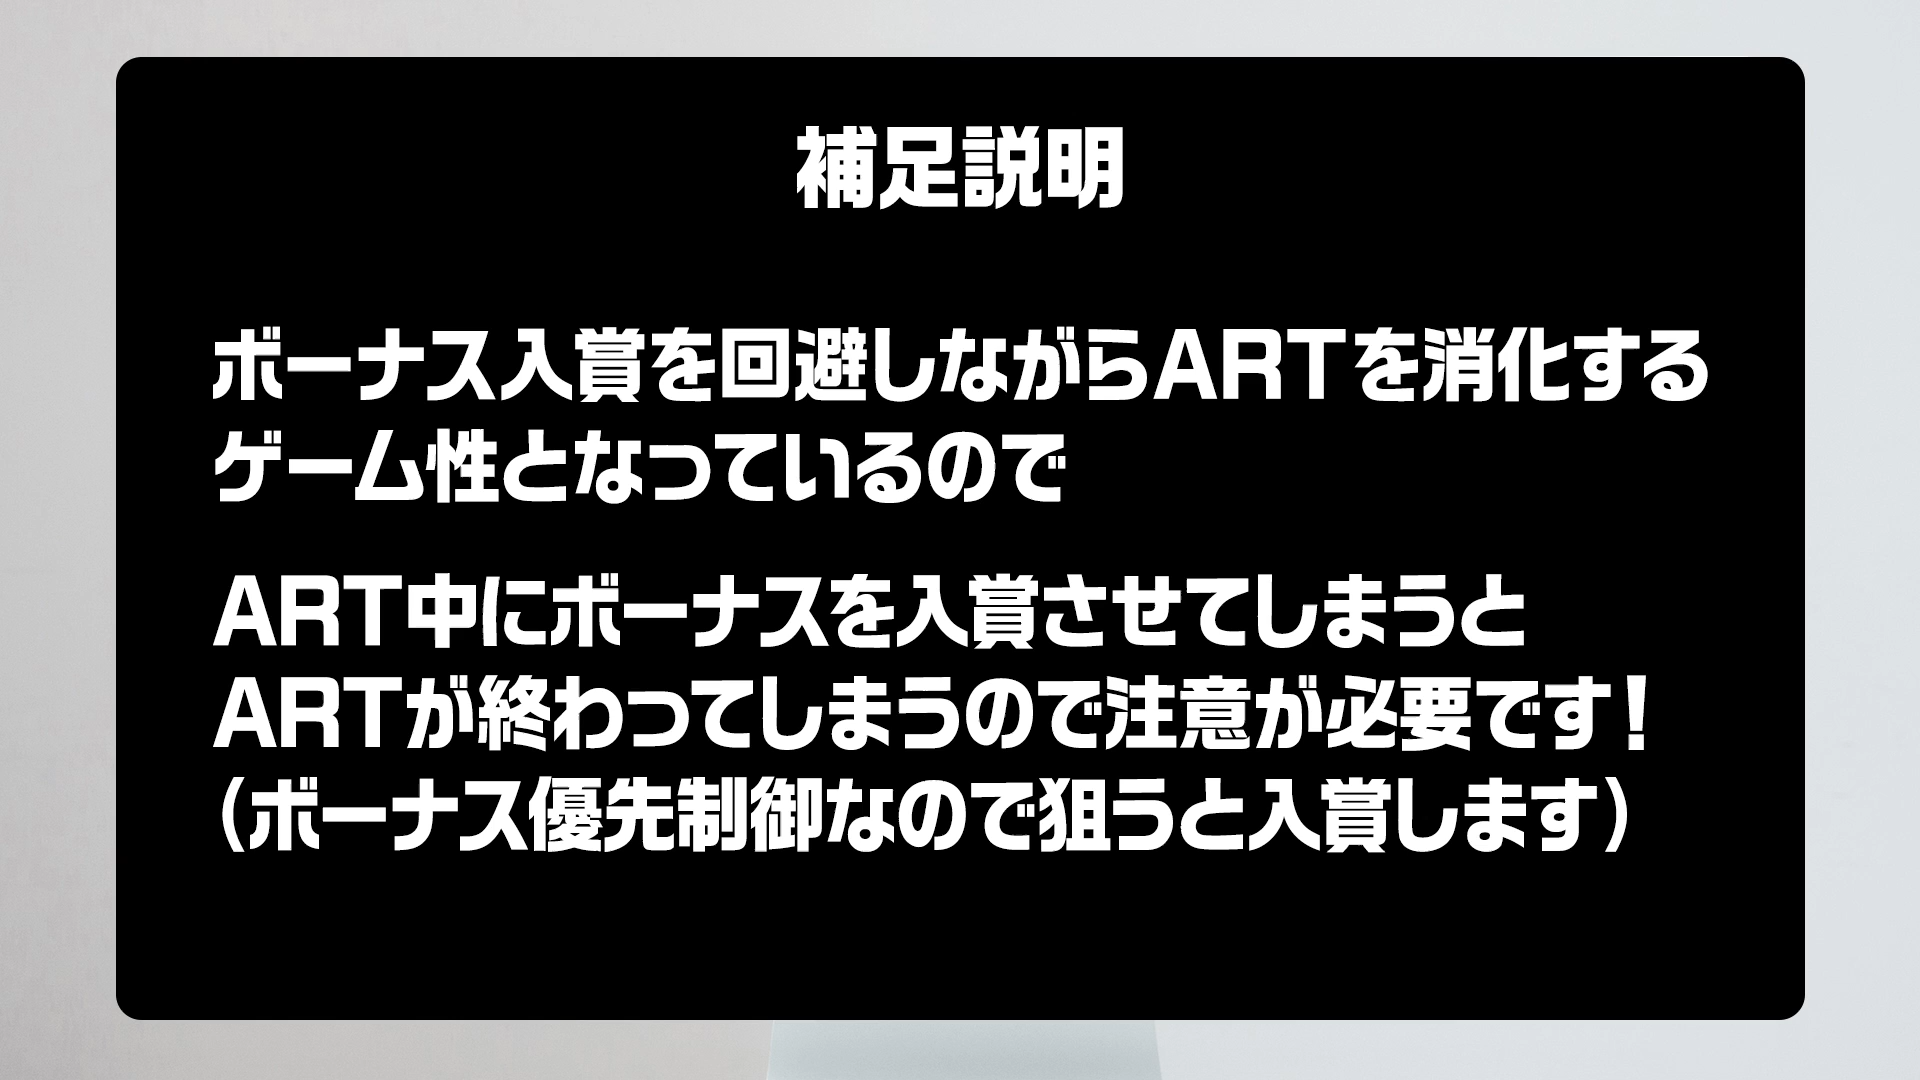 補足説明
ボーナス入賞を回避しながらARTを消化する
ゲーム性となっているので
ART中にボーナスを入賞させてしまうと
ARTが終わってしまうので注意が必要です！
（ボーナス優先制御なので狙うと入賞します）